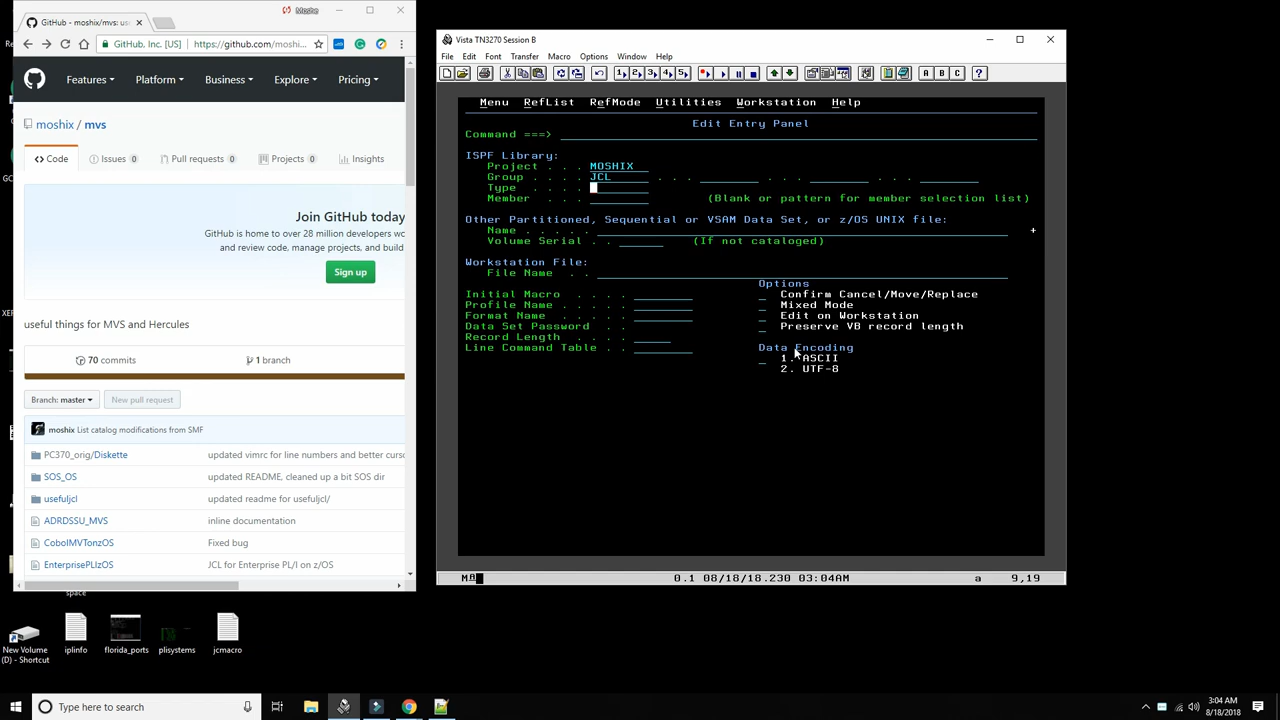 GitHub - moshix/mvs: use
Moshe
GitHub, Inc. [US]
https://github.com/moshi...
Features
Platform
Business
Explore
Pricing
moshix / mvs
Code
Issues 0
Pull requests 0
Projects 0
Insights
Join GitHub today
GitHub is home to over 28 million developers wo
and review code, manage projects, and build
Sign up
useful things for MVS and Hercules
70 commits
1 branch
Branch: master
New pull request
moshix List catalog modifications from SMF
PC370_orig/Diskette
updated vimrc for line numbers and better curso
SOS_OS
updated README, cleaned up a bit SOS dir
usefuljcl
updated readme for usefuljcl/
ADRDSSU_MVS
inline documentation
CobolMVTonzOS
Fixed bug
EnterprisePLIzOS
JCL for Enterprise PL/I on z/OS
Vista TN3270 Session B
File Edit Font Transfer Macro Options Window Help
1 2 3 4 5 A B C ?
Menu RefList RefMode Utilities Workstation Help
Edit Entry Panel
Command ===>
ISPF Library:
Project . . . MOSHIX
Group . . . . JCL . . . . . . . . .
Type . . . .
Member . . . (Blank or pattern for member selection list)
Other Partitioned, Sequential or VSAM Data Set, or z/OS UNIX file:
Name . . . . . +
Volume Serial . . (If not cataloged)
Workstation File:
File Name . .
Options
Initial Macro . . . . Confirm Cancel/Move/Replace
Profile Name . . . . Mixed Mode
Format Name . . . . Edit on Workstation
Data Set Password . . Preserve VB record length
Record Length . . . .
Line Command Table . . Data Encoding
1. ASCII
2. UTF-8
0.1 08/18/18.230 03:04AM a 9,19
space
New Volume
(D) - Shortcut
iplinfo
florida_ports
plisystems
jcmacro
Type here to search
3:04 AM
8/18/2018